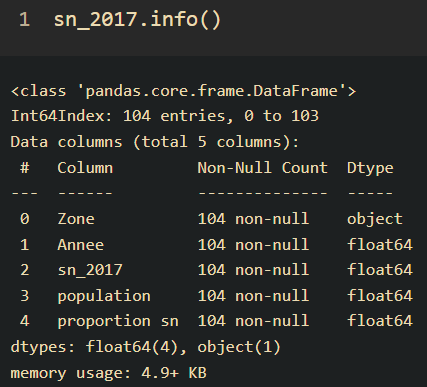 1 sn_2017.info()
<class 'pandas.core.frame.DataFrame'>
Int64Index: 104 entries, 0 to 103
Data columns (total 5 columns):
 #   Column         Non-Null Count  Dtype
---  ------         --------------  -----
 0   Zone           104 non-null    object
 1   Annee          104 non-null    float64
 2   sn_2017        104 non-null    float64
 3   population     104 non-null    float64
 4   proportion sn  104 non-null    float64
dtypes: float64(4), object(1)
memory usage: 4.9+ KB